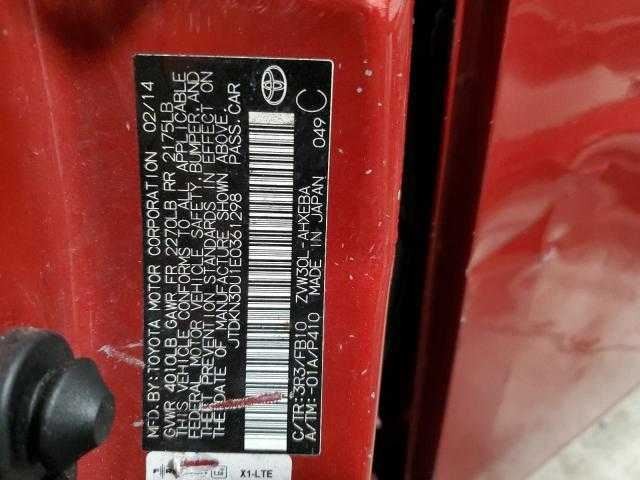 MFD. BY: TOYOTA MOTOR CORPORATION 02/14
GVWR 4010LB GAWR FR 2270LB RR 2175LB
THIS VEHICLE CONFORMS TO ALL APPLICABLE
FEDERAL MOTOR VEHICLE SAFETY, BUMPER, AND
THEFT PREVENTION STANDARDS IN EFFECT ON
THE DATE OF MANUFACTURE SHOWN ABOVE.
JTDKN3DU1E0361298 PASS. CAR
C/TR: 3R3/FB10 ZVW30L-AHXEBA
A/TM: -01A/P410 MADE IN JAPAN 049 C
X1-LTE